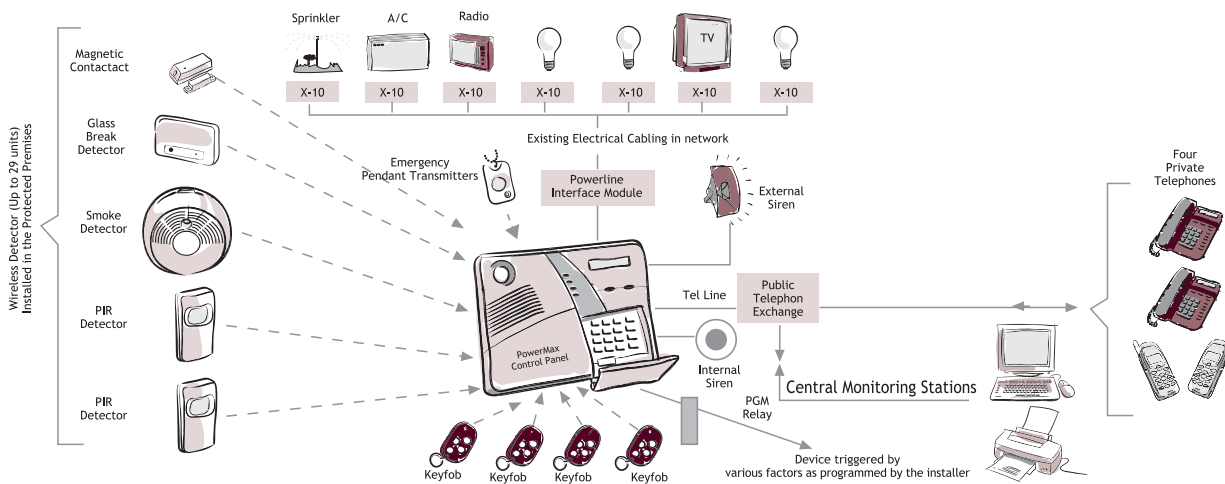 Wireless Detector (Up to 29 units)
Installed in the Protected Premises
Magnetic
Contactact
Glass
Break
Detector
Smoke
Detector
PIR
Detector
PIR
Detector
Sprinkler
A/C
Radio
TV
X-10
X-10
X-10
X-10
X-10
X-10
X-10
Existing Electrical Cabling in network
Emergency
Pendant Transmitters
Powerline
Interface Module
External
Siren
PowerMax
Control Panel
Tel Line
Public
Telephon
Exchange
Internal
Siren
Four
Private
Telephones
Central Monitoring Stations
PGM
Relay
Device triggered by
various factors as programmed by the installer
Keyfob
Keyfob
Keyfob
Keyfob